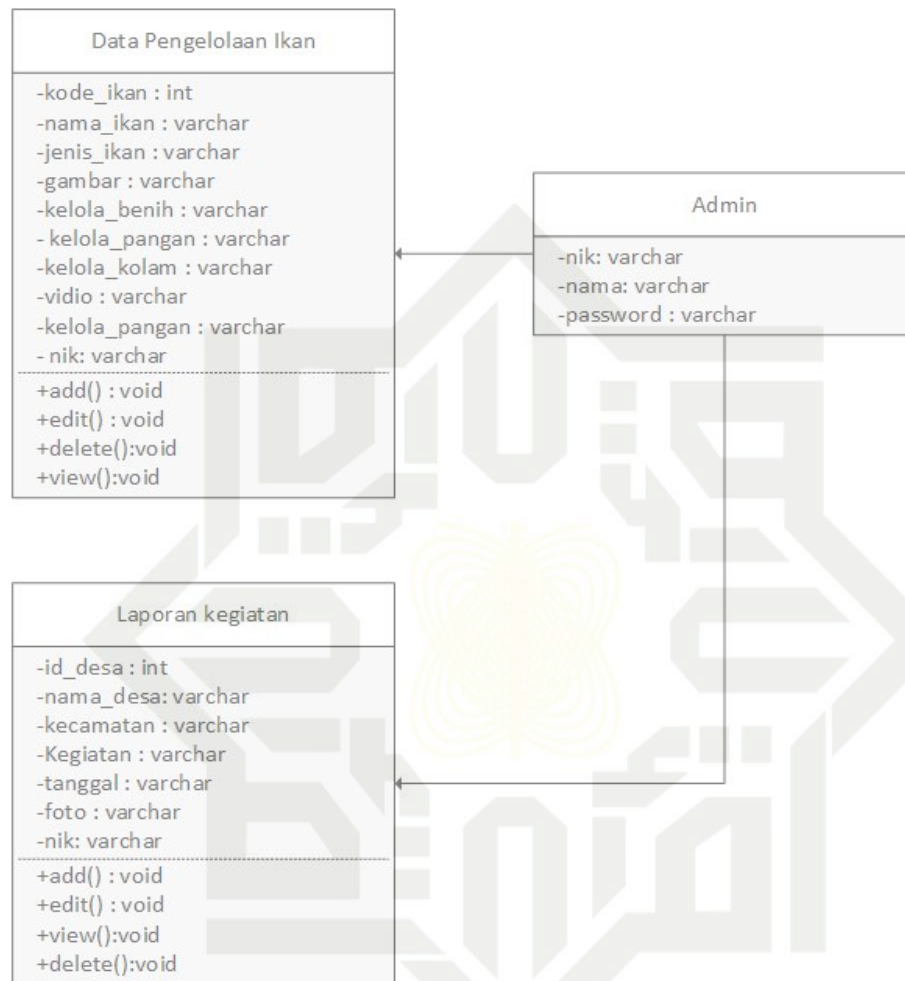 Data Pengelolaan Ikan
-kode_ikan : int
-nama_ikan : varchar
-jenis_ikan : varchar
-gambar : varchar
-kelola_benih : varchar
- kelola_pangan : varchar
-kelola_kolam : varchar
-vidio : varchar
-kelola_pangan : varchar
- nik: varchar
+add() : void
+edit() : void
+delete():void
+view():void
Admin
-nik: varchar
-nama: varchar
-password : varchar
Laporan kegiatan
-id_desa : int
-nama_desa: varchar
-kecamatan : varchar
-Kegiatan : varchar
-tanggal : varchar
-foto : varchar
-nik: varchar
+add() : void
+edit() : void
+view():void
+delete():void